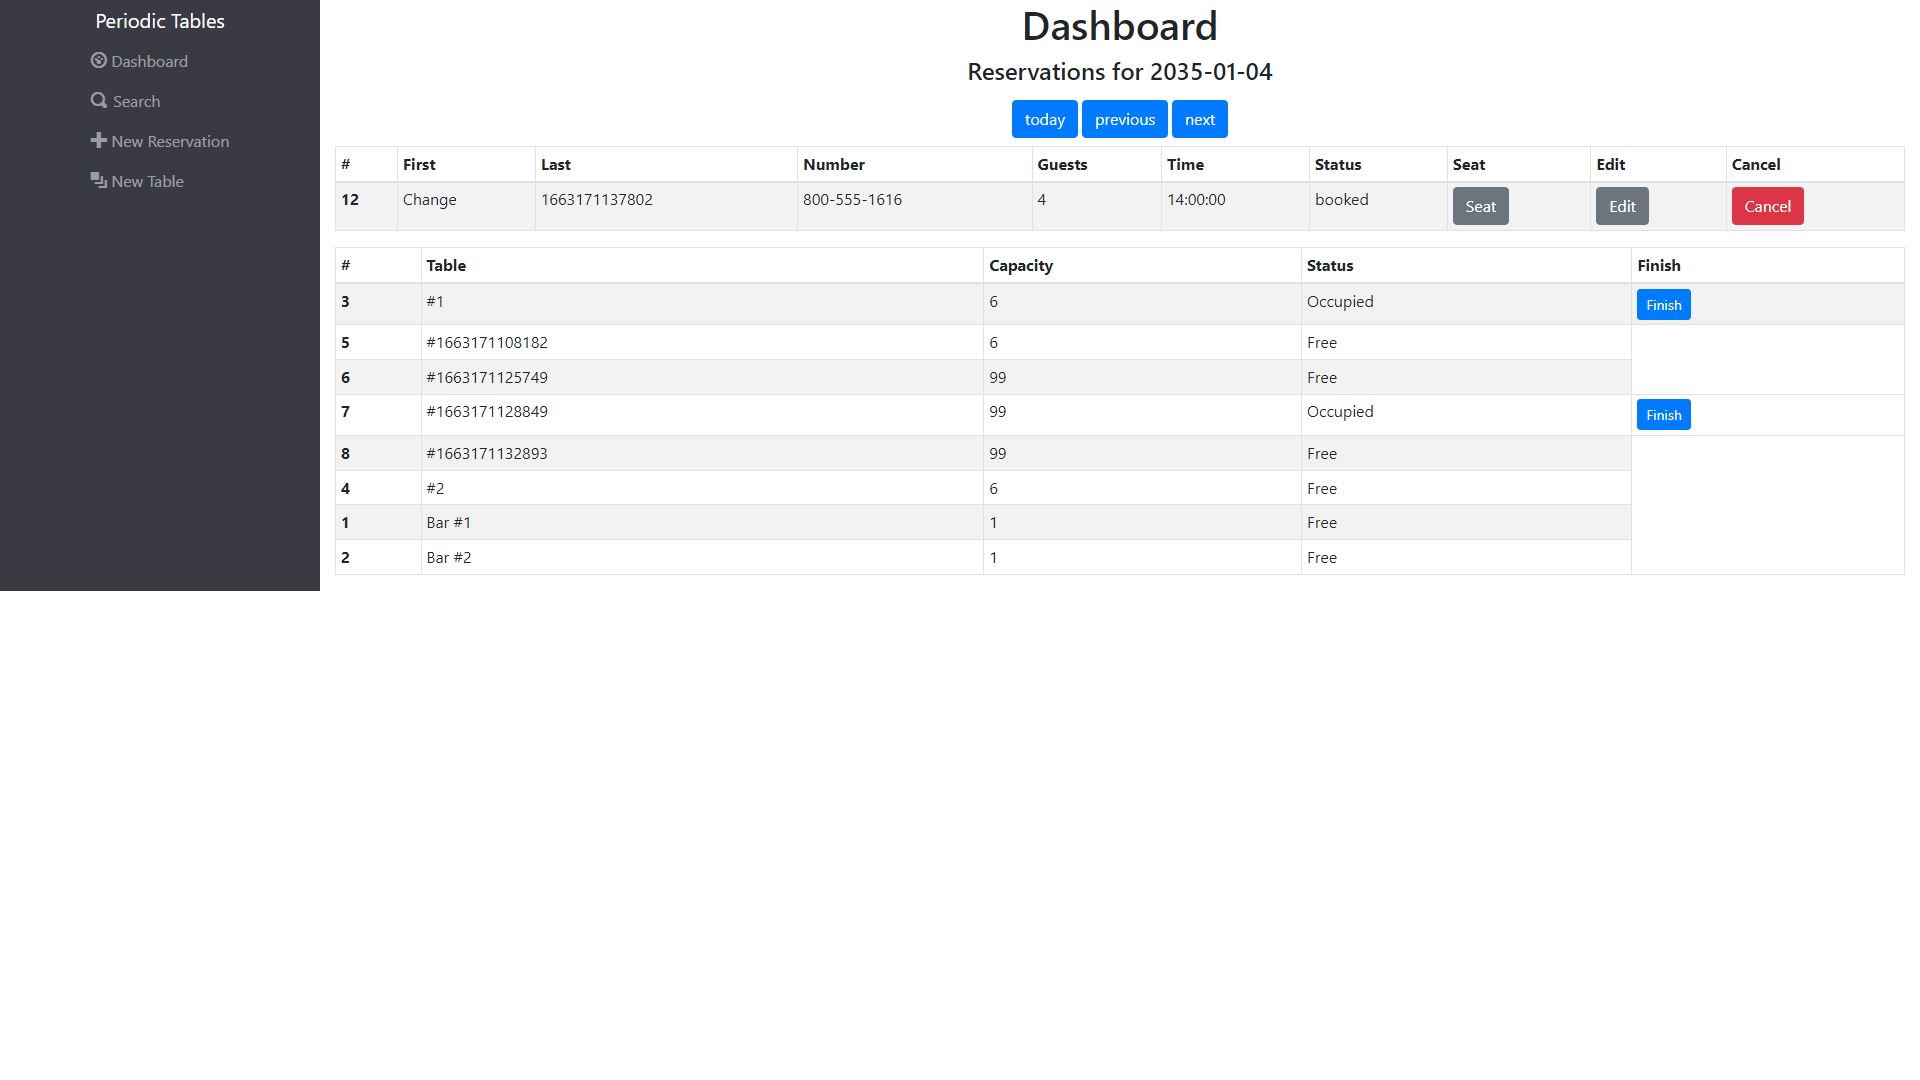 Periodic Tables
Dashboard
Search
New Reservation
New Table
Dashboard
Reservations for 2035-01-04
today previous next
# First Last Number Guests Time Status Seat Edit Cancel
12 Change 1663171137802 800-555-1616 4 14:00:00 booked Seat Edit Cancel
# Table Capacity Status Finish
3 #1 6 Occupied Finish
5 #1663171108182 6 Free
6 #1663171125749 99 Free
7 #1663171128849 99 Occupied Finish
8 #1663171132893 99 Free
4 #2 6 Free
1 Bar #1 1 Free
2 Bar #2 1 Free